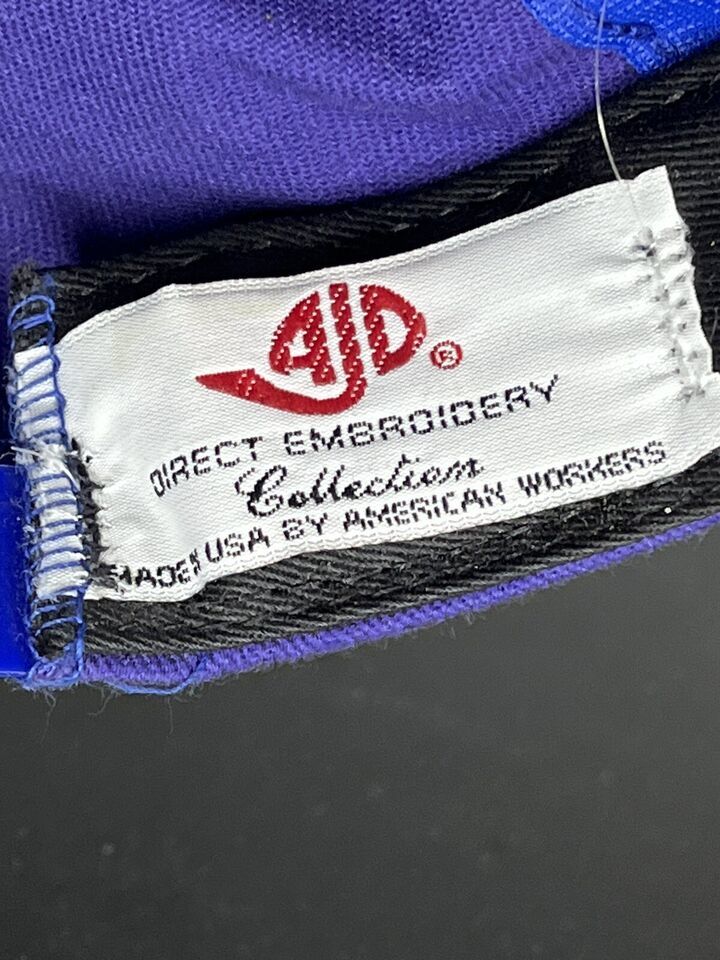 AJD®
DIRECT EMBROIDERY
Collection
MADE IN USA BY AMERICAN WORKERS